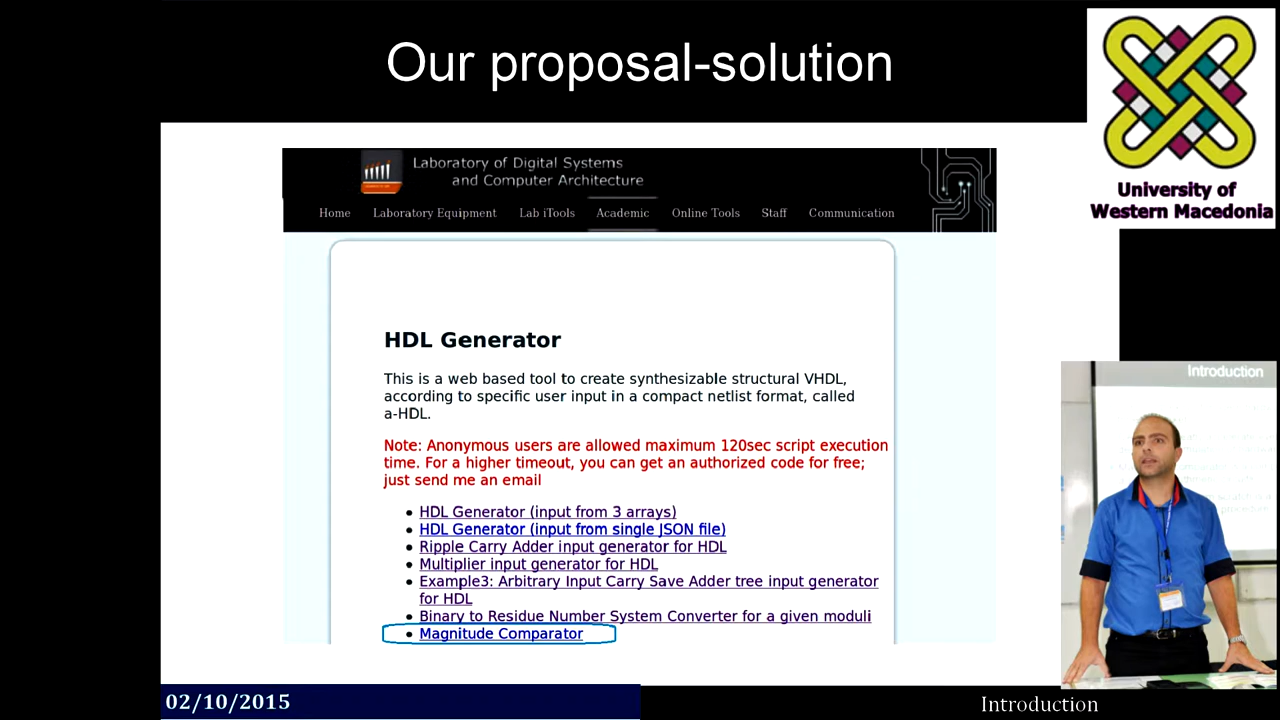 Our proposal-solution
University of
Western Macedonia
Laboratory of Digital Systems
and Computer Architecture
Home Laboratory Equipment Lab iTools Academic Online Tools Staff Communication
HDL Generator
This is a web based tool to create synthesizable structural VHDL,
according to specific user input in a compact netlist format, called
a-HDL.
Note: Anonymous users are allowed maximum 120sec script execution
time. For a higher timeout, you can get an authorized code for free;
just send me an email
• HDL Generator (input from 3 arrays)
• HDL Generator (input from single JSON file)
• Ripple Carry Adder input generator for HDL
• Multiplier input generator for HDL
• Example3: Arbitrary Input Carry Save Adder tree input generator
for HDL
• Binary to Residue Number System Converter for a given moduli
• Magnitude Comparator
Introduction
02/10/2015
Introduction